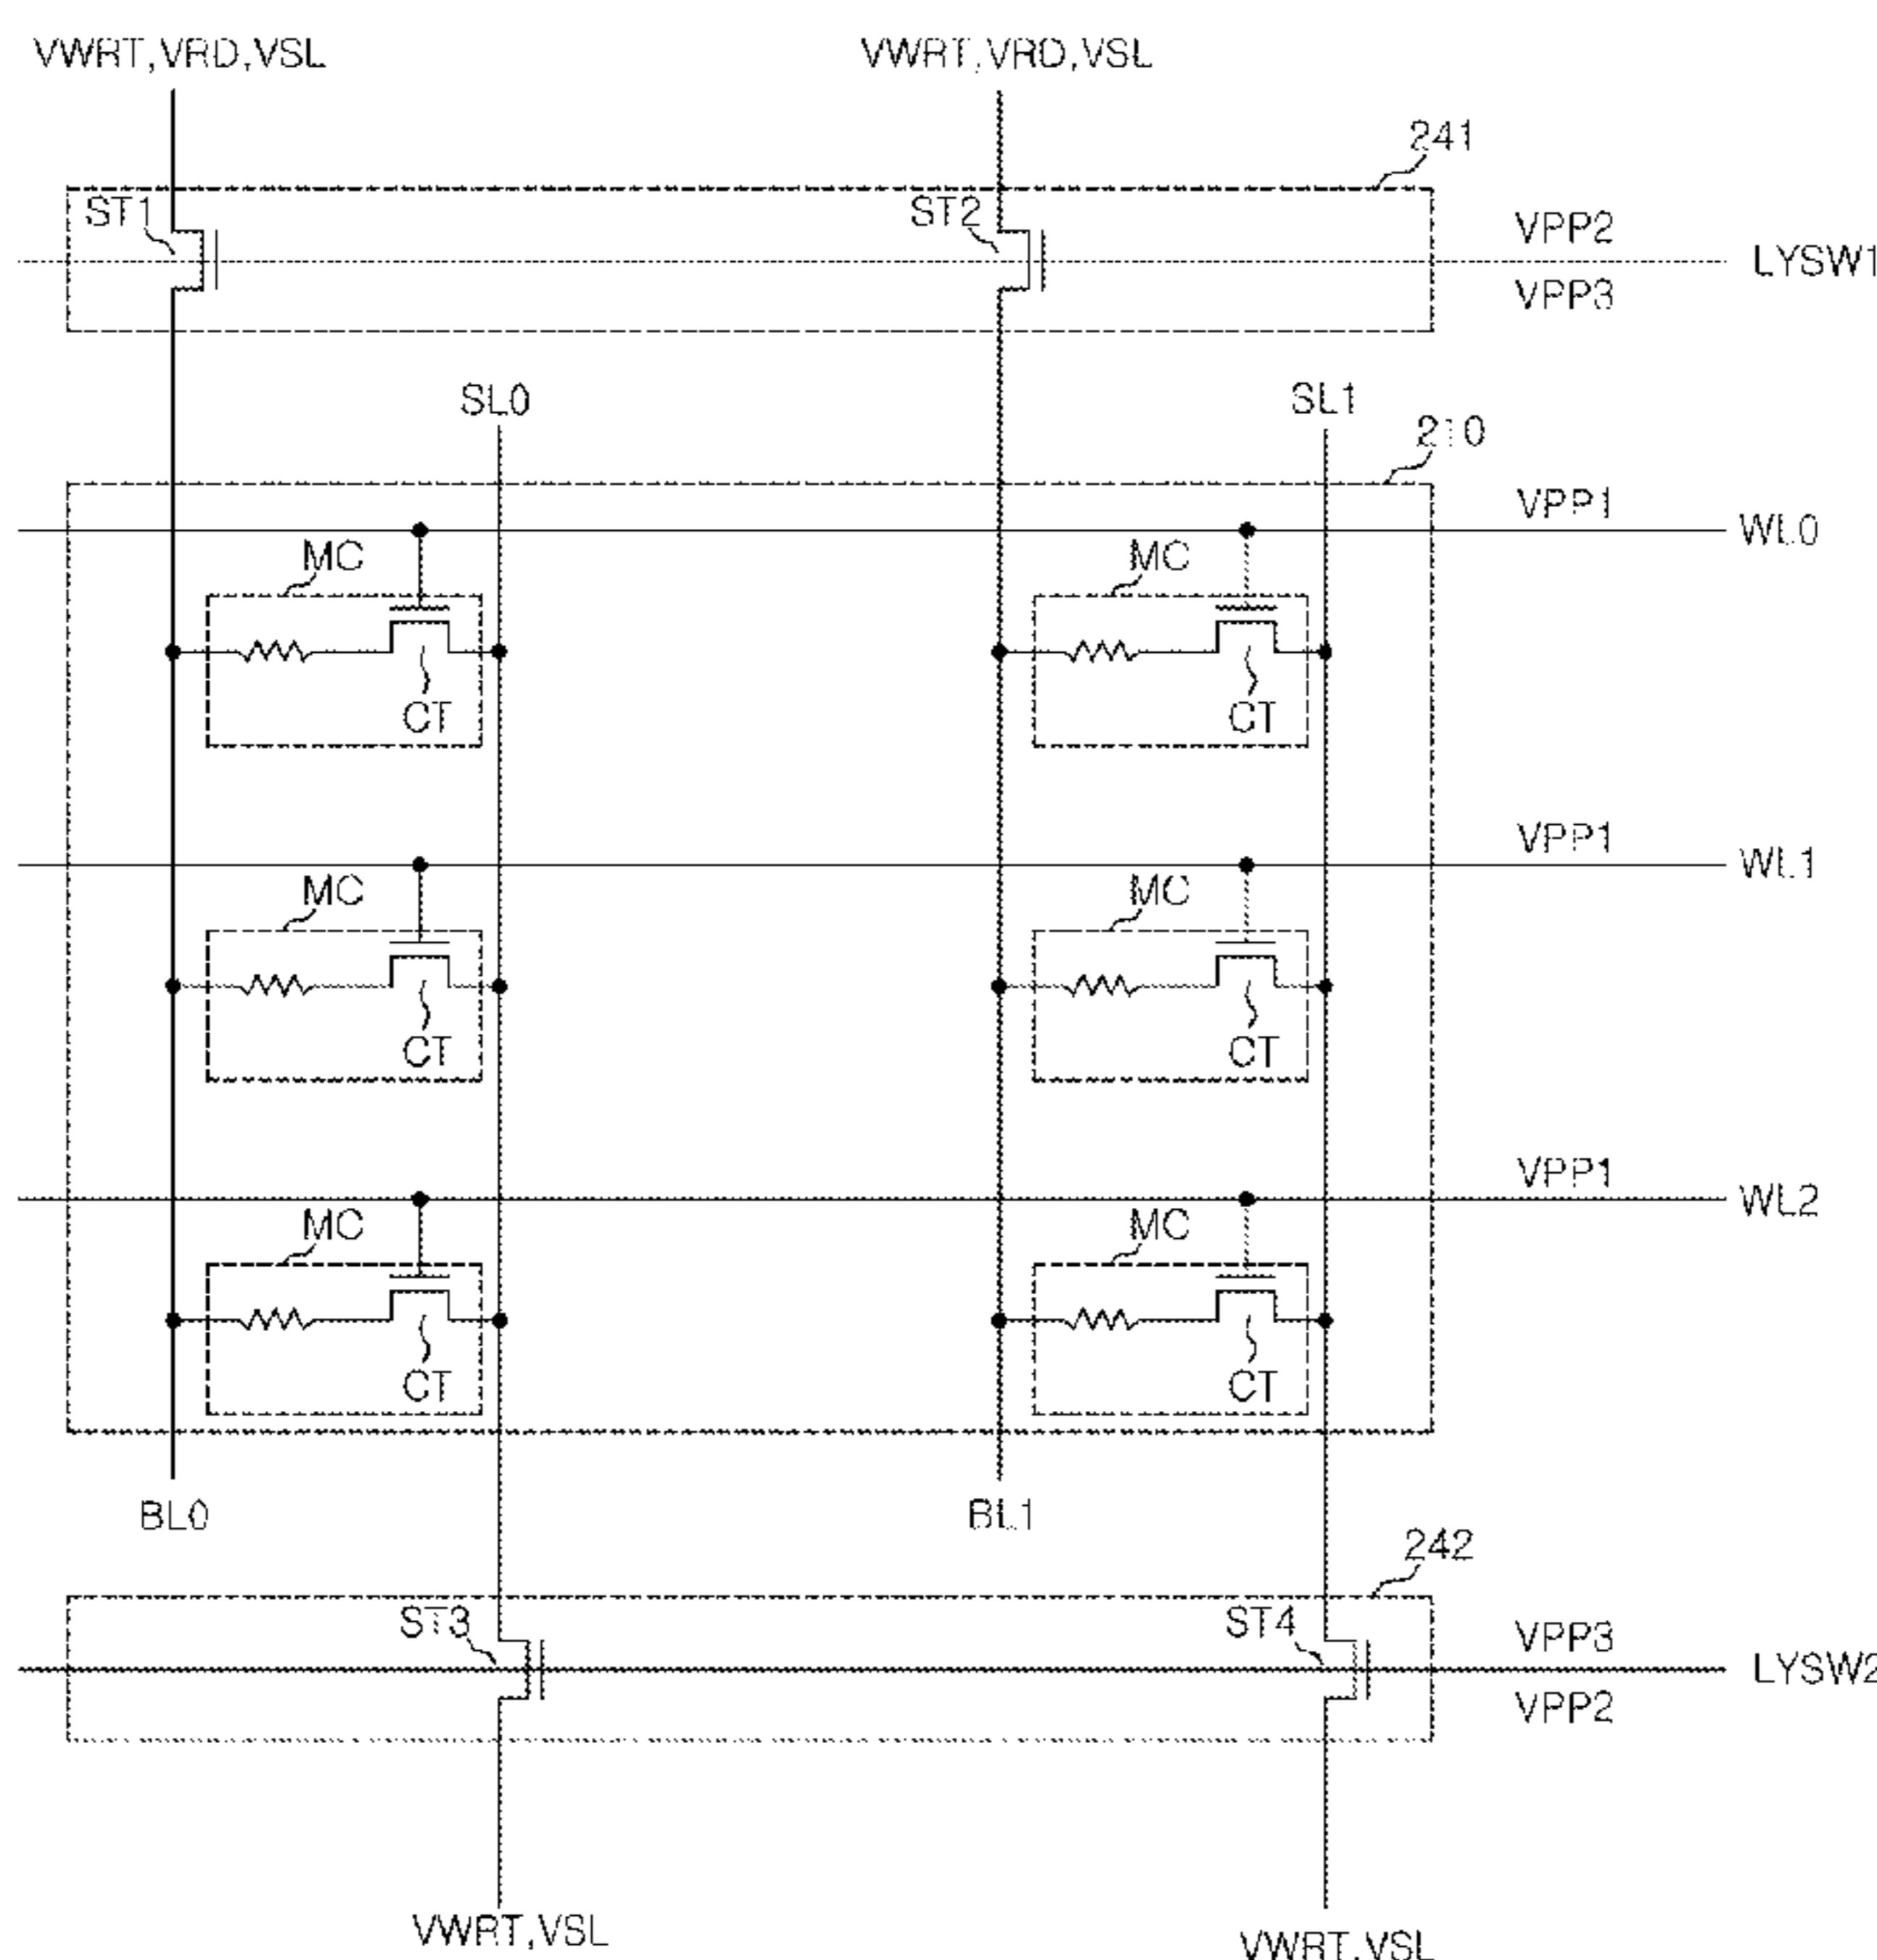 VWRT,VRD,VSL VWRT,VRD,VSL
241
ST1 ST2 VPP2
LYSW1
VPP3
SL0 SL1
210
VPP1 WL0
MC MC
CT CT
VPP1 WL1
MC MC
CT CT
VPP1 WL2
MC MC
CT CT
BL0 BL1
242
ST3 ST4 VPP3
LYSW2
VPP2
VWRT,VSL VWRT,VSL